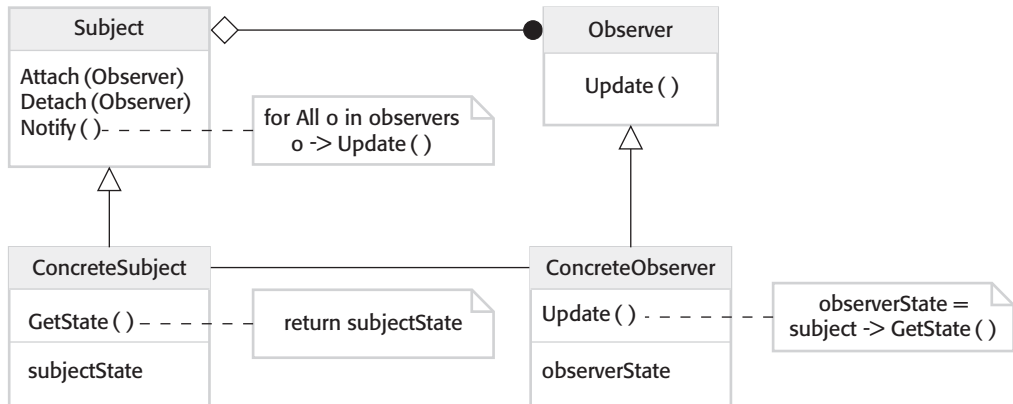 Subject
Attach (Observer)
Detach (Observer)
Notify ( )
for All o in observers
o -> Update ( )
Observer
Update ( )
ConcreteSubject
GetState ( )
subjectState
return subjectState
ConcreteObserver
Update ( )
observerState
observerState =
subject -> GetState ( )